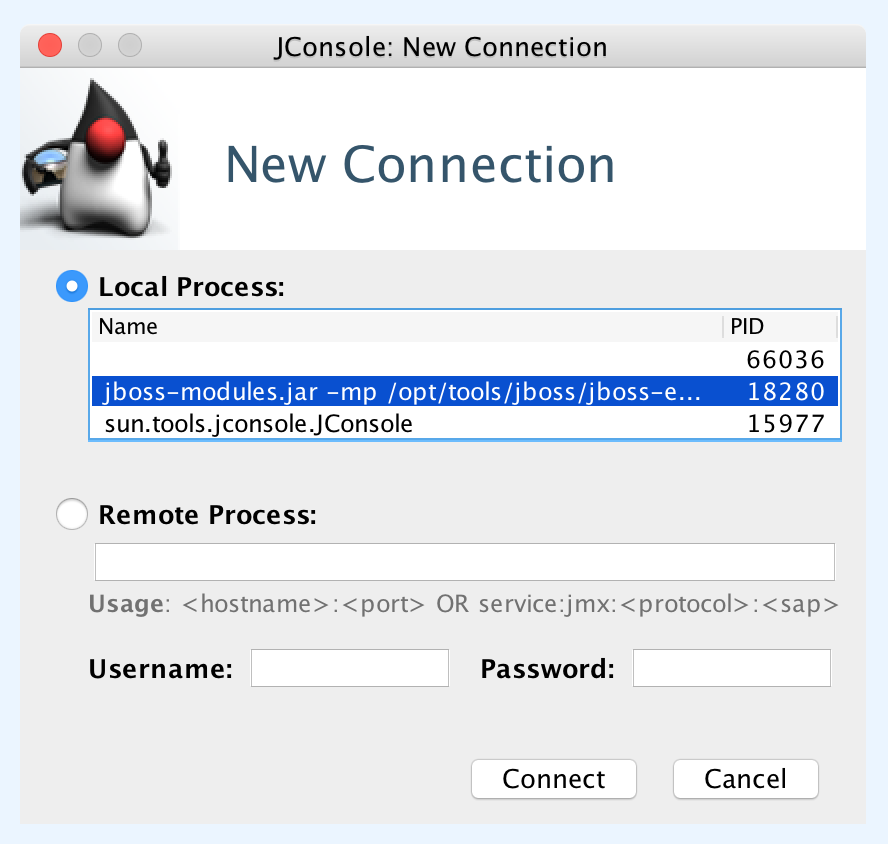 JConsole: New Connection
New Connection
Local Process:
Name PID
66036
jboss-modules.jar -mp /opt/tools/jboss/jboss-e... 18280
sun.tools.jconsole.JConsole 15977
Remote Process:
Usage: <hostname>:<port> OR service:jmx:<protocol>:<sap>
Username: Password:
Connect Cancel